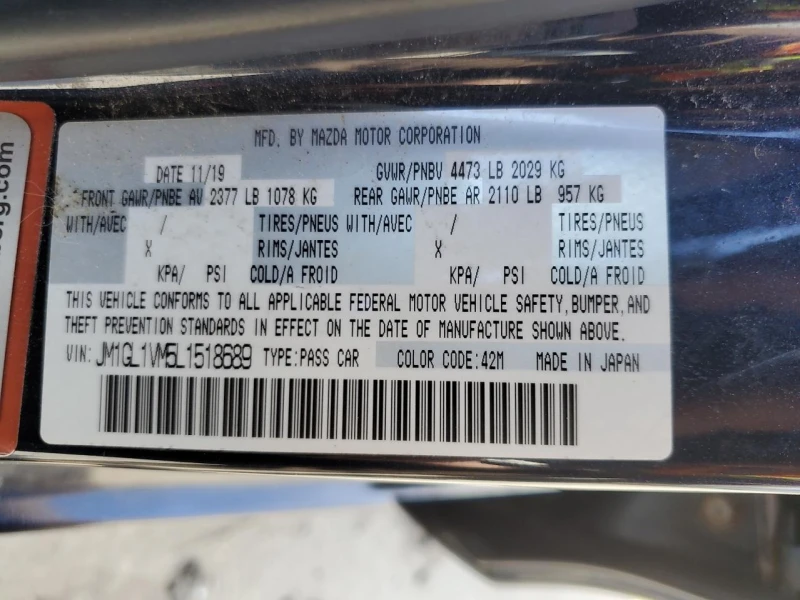 MFD. BY MAZDA MOTOR CORPORATION
DATE 11/19 GVWR/PNBV 4473 LB 2029 KG
FRONT GAWR/PNBE AV 2377 LB 1078 KG REAR GAWR/PNBE AR 2110 LB 957 KG
WITH/AVEC / TIRES/PNEUS WITH/AVEC / TIRES/PNEUS
X RIMS/JANTES X RIMS/JANTES
KPA/ PSI COLD/A FROID KPA/ PSI COLD/A FROID
THIS VEHICLE CONFORMS TO ALL APPLICABLE FEDERAL MOTOR VEHICLE SAFETY, BUMPER, AND
THEFT PREVENTION STANDARDS IN EFFECT ON THE DATE OF MANUFACTURE SHOWN ABOVE.
VIN: JM1GL1VM5L1518689 TYPE:PASS CAR COLOR CODE:42M MADE IN JAPAN
rg.com